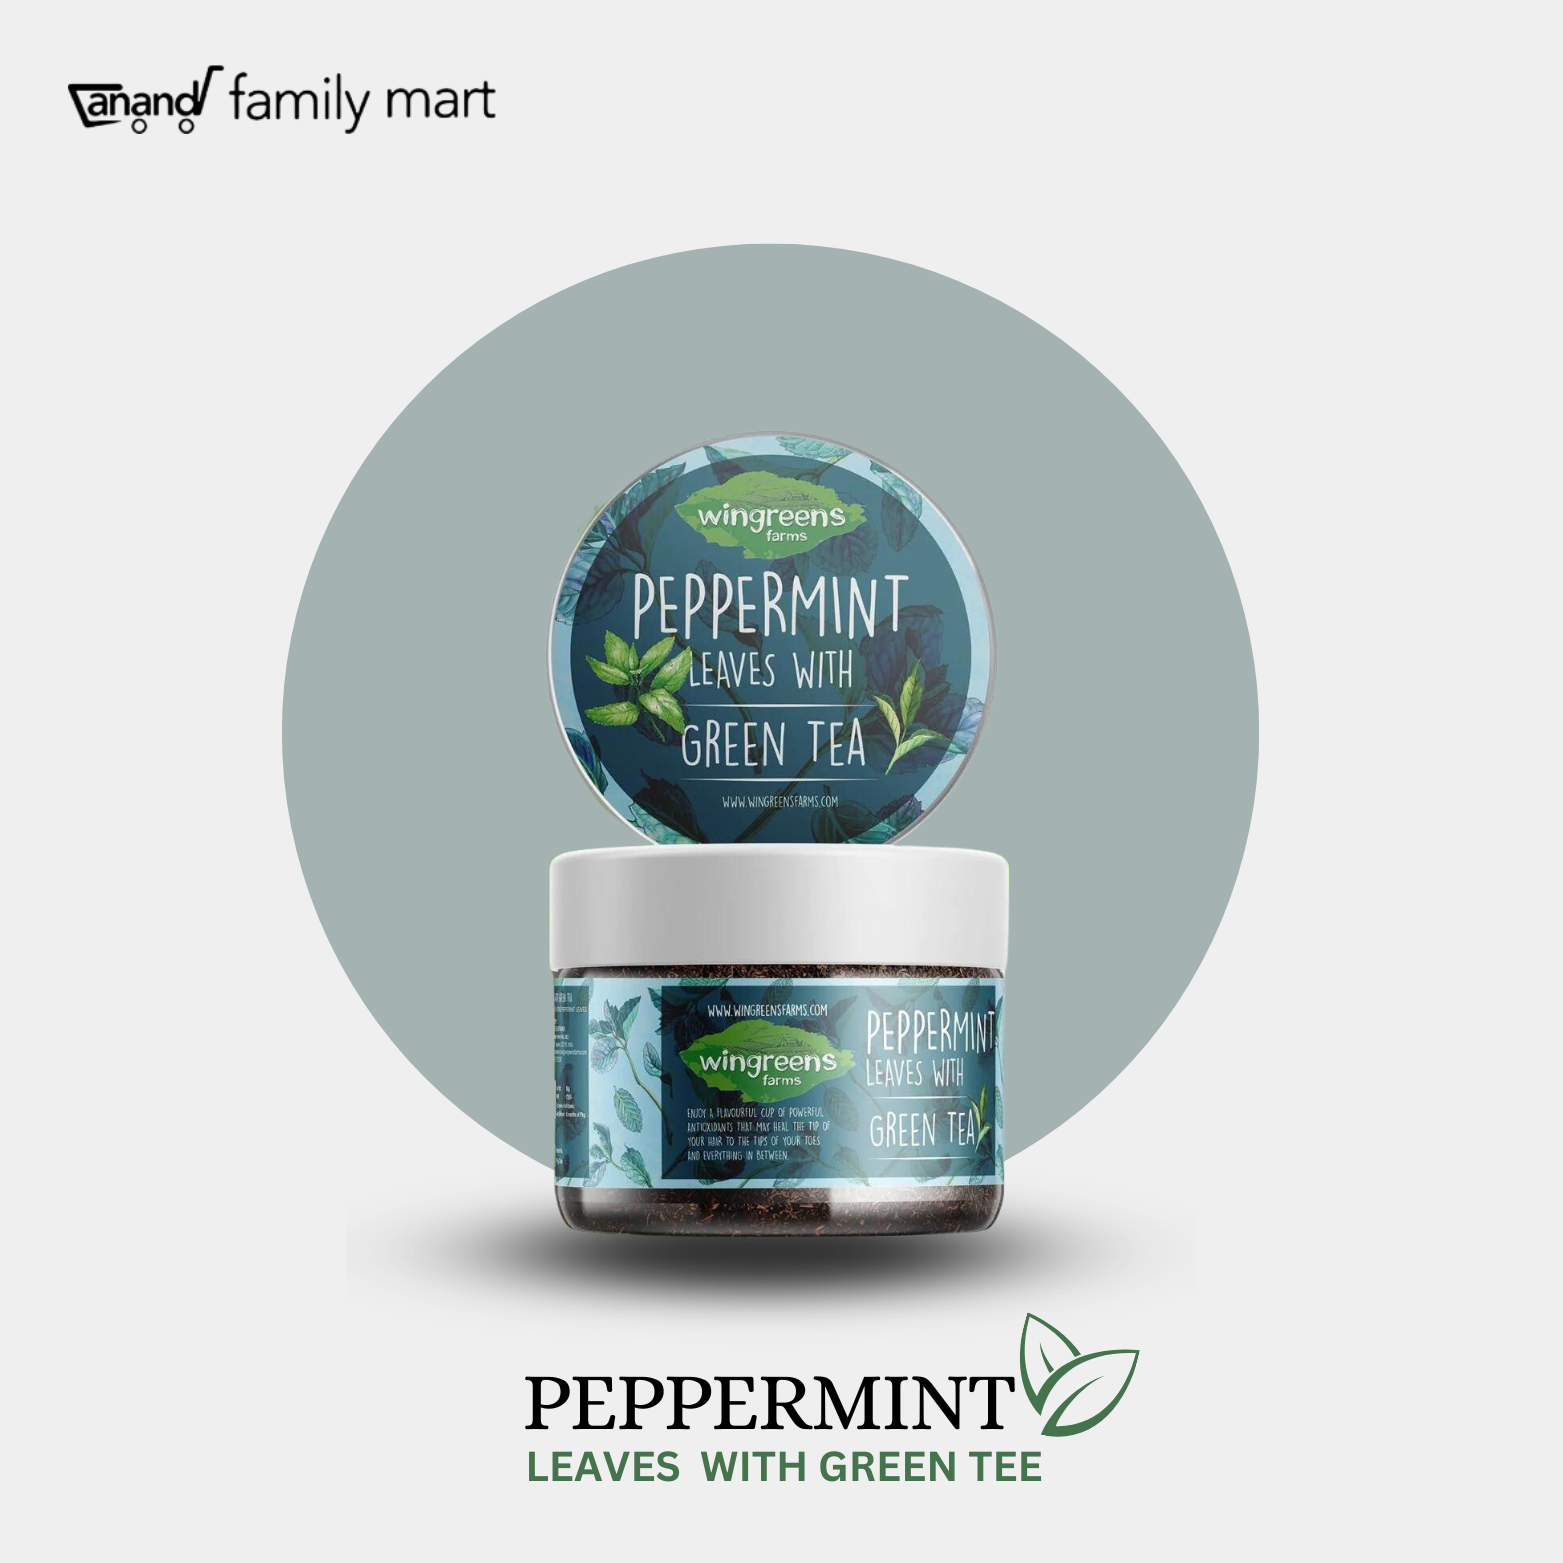 anand family mart
wingreens
farms
PEPPERMINT
LEAVES WITH
GREEN TEA
WWW.WINGREENSFARMS.COM
WWW.WINGREENSFARMS.COM
wingreens
farms
ENJOY A FLAVOURFUL CUP OF POWERFUL
ANTIOXIDANTS THAT MAY HEAL THE TIP OF
YOUR HAIR TO THE TIPS OF YOUR TOES
AND EVERYTHING IN BETWEEN.
PEPPERMINT
LEAVES WITH
GREEN TEA
PEPPERMINT
LEAVES WITH GREEN TEE